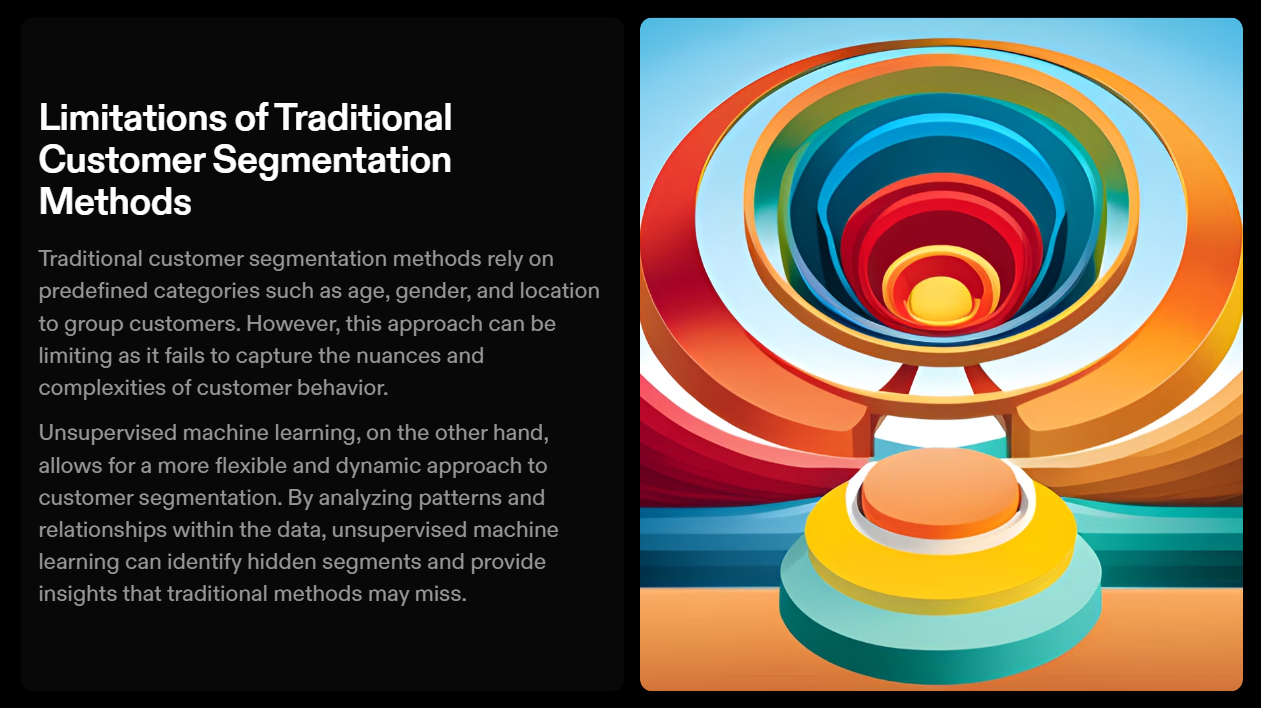 Limitations of Traditional
Customer Segmentation
Methods
Traditional customer segmentation methods rely on
predefined categories such as age, gender, and location
to group customers. However, this approach can be
limiting as it fails to capture the nuances and
complexities of customer behavior.
Unsupervised machine learning, on the other hand,
allows for a more flexible and dynamic approach to
customer segmentation. By analyzing patterns and
relationships within the data, unsupervised machine
learning can identify hidden segments and provide
insights that traditional methods may miss.